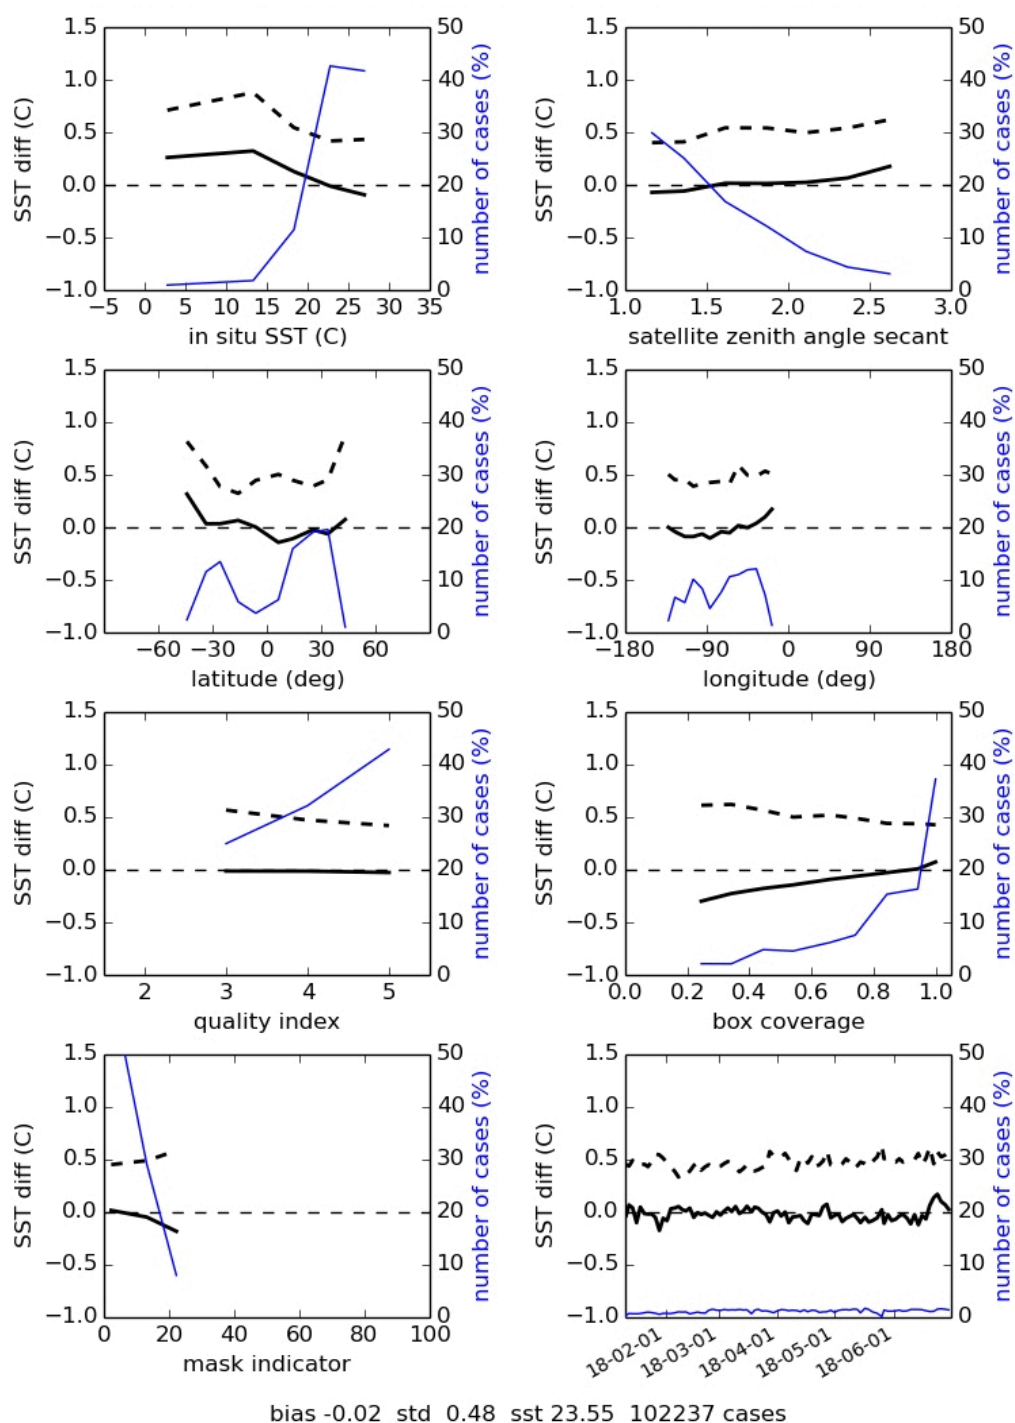 1.5 50 1.5 50
1.0 40 1.0 40
0.5 30 0.5 30
0.0 20 0.0 20
−0.5 10 −0.5 10
−1.0 0 −1.0 0
SST diff (C) number of cases (%) SST diff (C) number of cases (%)
−5 0 5 10 15 20 25 30 35 1.0 1.5 2.0 2.5 3.0
in situ SST (C) satellite zenith angle secant
1.5 50 1.5 50
1.0 40 1.0 40
0.5 30 0.5 30
0.0 20 0.0 20
−0.5 10 −0.5 10
−1.0 0 −1.0 0
SST diff (C) number of cases (%) SST diff (C) number of cases (%)
−60 −30 0 30 60 −180 −90 0 90 180
latitude (deg) longitude (deg)
1.5 50 1.5 50
1.0 40 1.0 40
0.5 30 0.5 30
0.0 20 0.0 20
−0.5 10 −0.5 10
−1.0 0 −1.0 0
SST diff (C) number of cases (%) SST diff (C) number of cases (%)
2 3 4 5 0.0 0.2 0.4 0.6 0.8 1.0
quality index box coverage
1.5 50 1.5 50
1.0 40 1.0 40
0.5 30 0.5 30
0.0 20 0.0 20
−0.5 10 −0.5 10
−1.0 0 −1.0 0
SST diff (C) number of cases (%) SST diff (C) number of cases (%)
0 20 40 60 80 100 18-02-01 18-03-01 18-04-01 18-05-01 18-06-01
mask indicator
bias -0.02 std 0.48 sst 23.55 102237 cases